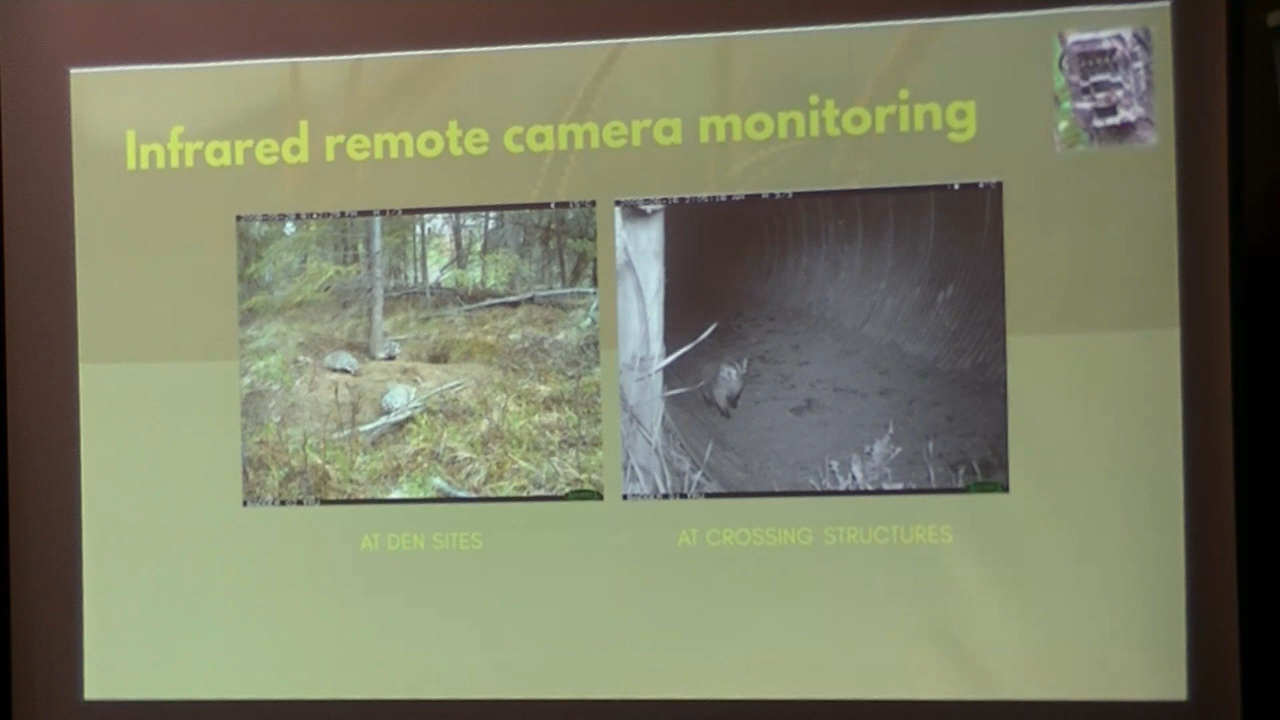 Infrared remote camera monitoring
AT DEN SITES
AT CROSSING STRUCTURES